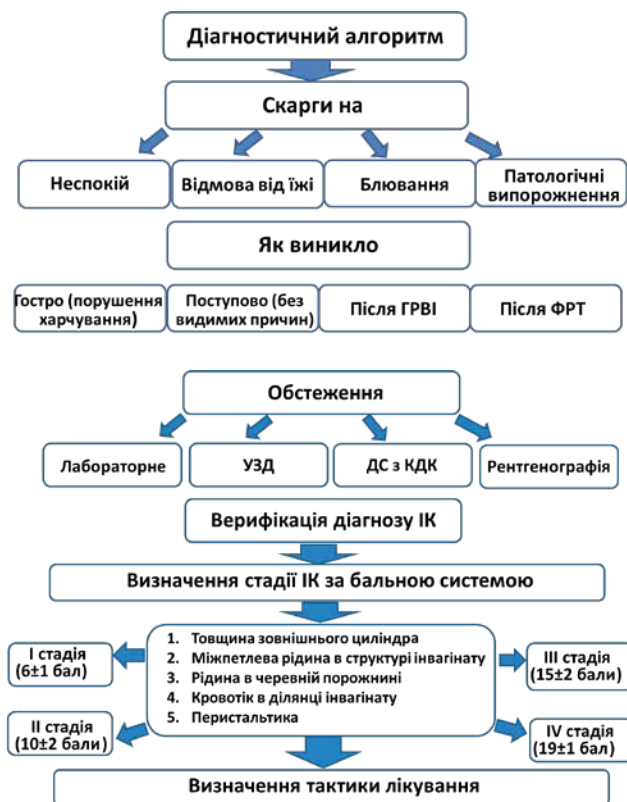 Діагностичний алгоритм
Скарги на
Неспокій
Відмова від їжі
Блювання
Патологічні
випорожнення
Як виникло
Гостро (порушення
харчування)
Поступово (без
видимих причин)
Після ГРВІ
Після ФРТ
Обстеження
Лабораторне
УЗД
ДС з КДК
Рентгенографія
Верифікація діагнозу ІК
Визначення стадії ІК за бальною системою
1. Товщина зовнішнього циліндра
2. Міжпетлева рідина в структурі інвагінату
3. Рідина в черевній порожнині
4. Кровотік в ділянці інвагінату
5. Перистальтика
І стадія
(6±1 бал)
ІІ стадія
(10±2 бали)
ІІІ стадія
(15±2 бали)
IV стадія
(19±1 бал)
Визначення тактики лікування